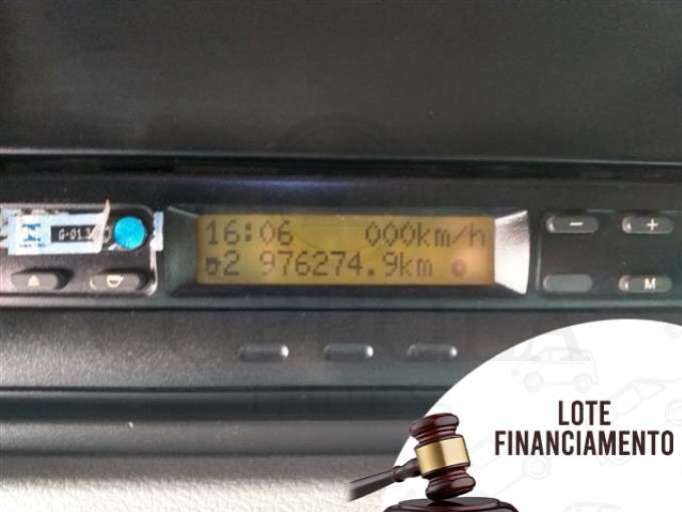 16:06 000km/h
2 976274.9km
G-01.3
− +
M
LOTE
FINANCIAMENTO